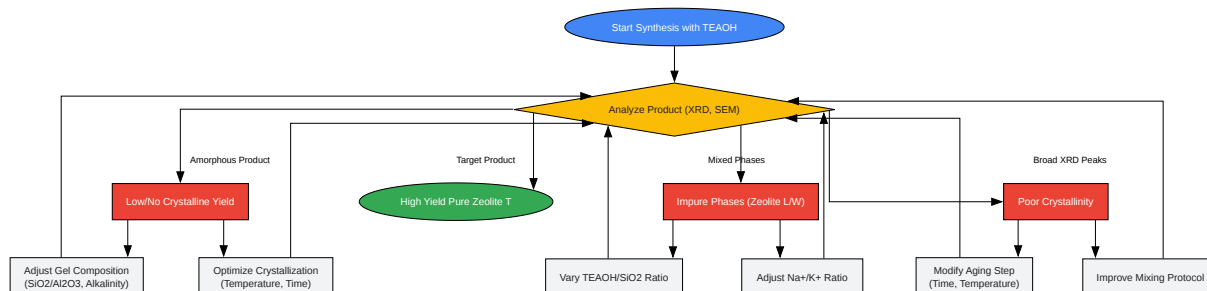 Start Synthesis with TEAOH
Analyze Product (XRD, SEM)
Amorphous Product
Target Product
Mixed Phases
Broad XRD Peaks
Low/No Crystalline Yield
High Yield Pure Zeolite T
Impure Phases (Zeolite L/W)
Poor Crystallinity
Adjust Gel Composition
(SiO2/Al2O3, Alkalinity)
Optimize Crystallization
(Temperature, Time)
Vary TEAOH/SiO2 Ratio
Adjust Na+/K+ Ratio
Modify Aging Step
(Time, Temperature)
Improve Mixing Protocol